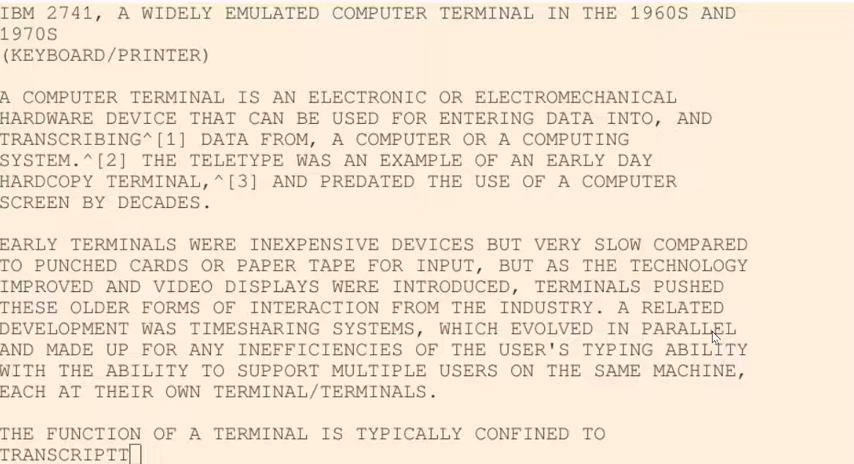 IBM 2741, A WIDELY EMULATED COMPUTER TERMINAL IN THE 1960S AND
1970S
(KEYBOARD/PRINTER)
A COMPUTER TERMINAL IS AN ELECTRONIC OR ELECTROMECHANICAL
HARDWARE DEVICE THAT CAN BE USED FOR ENTERING DATA INTO, AND
TRANSCRIBING^[1] DATA FROM, A COMPUTER OR A COMPUTING
SYSTEM.^[2] THE TELETYPE WAS AN EXAMPLE OF AN EARLY DAY
HARDCOPY TERMINAL,^[3] AND PREDATED THE USE OF A COMPUTER
SCREEN BY DECADES.
EARLY TERMINALS WERE INEXPENSIVE DEVICES BUT VERY SLOW COMPARED
TO PUNCHED CARDS OR PAPER TAPE FOR INPUT, BUT AS THE TECHNOLOGY
IMPROVED AND VIDEO DISPLAYS WERE INTRODUCED, TERMINALS PUSHED
THESE OLDER FORMS OF INTERACTION FROM THE INDUSTRY. A RELATED
DEVELOPMENT WAS TIMESHARING SYSTEMS, WHICH EVOLVED IN PARALLEL
AND MADE UP FOR ANY INEFFICIENCIES OF THE USER'S TYPING ABILITY
WITH THE ABILITY TO SUPPORT MULTIPLE USERS ON THE SAME MACHINE,
EACH AT THEIR OWN TERMINAL/TERMINALS.
THE FUNCTION OF A TERMINAL IS TYPICALLY CONFINED TO
TRANSCRIPTT